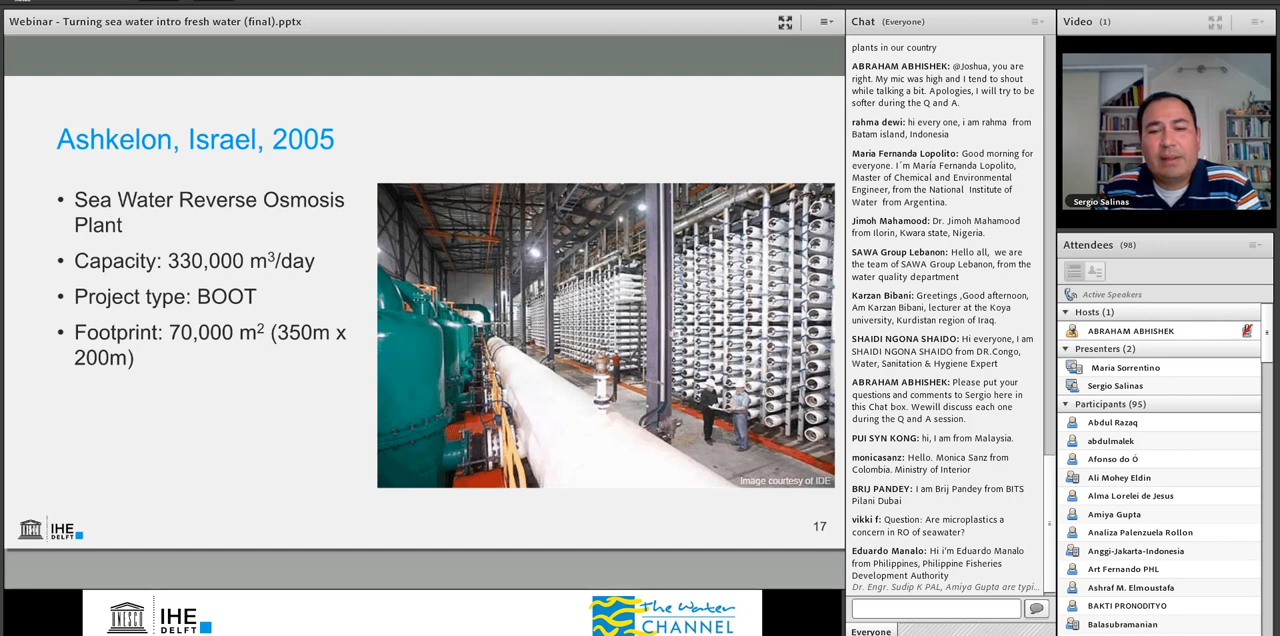 Webinar - Turning sea water intro fresh water (final).pptx
Ashkelon, Israel, 2005
• Sea Water Reverse Osmosis
Plant
• Capacity: 330,000 m³/day
• Project type: BOOT
• Footprint: 70,000 m² (350m x
200m)
Image courtesy of IDE
IHE
DELFT
17
UNESCO
IHE
DELFT
The Water
CHANNEL
Chat (Everyone)
plants in our country
ABRAHAM ABHISHEK: @Joshua, you are
right. My mic was high and I tend to shout
while talking a bit. Apologies, I will try to be
softer during the Q and A.
rahma dewi: hi every one, i am rahma from
Batam island, Indonesia
Maria Fernanda Lopolito: Good morning for
everyone. I´m María Fernanda Lopolito,
Master of Chemical and Environmental
Engineer, from the National Institute of
Water from Argentina.
Jimoh Mahamood: Dr. Jimoh Mahamood
from Ilorin, Kwara state, Nigeria.
SAWA Group Lebanon: Hello all, we are
the team of SAWA Group Lebanon, from the
water quality department
Karzan Bibani: Greetings ,Good afternoon,
Am Karzan Bibani, lecturer at the Koya
university, Kurdistan region of Iraq.
SHAIDI NGONA SHAIDO: Hi everyone, I am
SHAIDI NGONA SHAIDO from DR.Congo,
Water, Sanitation & Hygiene Expert
ABRAHAM ABHISHEK: Please put your
questions and comments to Sergio here in
this Chat box. Wewill discuss each one
during the Q and A session.
PUI SYN KONG: hi, I am from Malaysia.
monicasanz: Hello. Monica Sanz from
Colombia. Ministry of Interior
BRIJ PANDEY: I am Brij Pandey from BITS
Pilani Dubai
vikki f: Question: Are microplastics a
concern in RO of seawater?
Eduardo Manalo: Hi i'm Eduardo Manalo
from Philippines, Philippine Fisheries
Development Authority
Dr. Engr. Sudip K PAL, Amiya Gupta are typi...
Everyone
Video (1)
Sergio Salinas
Attendees (98)
Active Speakers
Hosts (1)
ABRAHAM ABHISHEK
Presenters (2)
Maria Sorrentino
Sergio Salinas
Participants (95)
Abdul Razaq
abdulmalek
Afonso do Ó
Ali Mohey Eldin
Alma Lorelei de Jesus
Amiya Gupta
Analiza Palenzuela Rollon
Anggi-Jakarta-Indonesia
Art Fernando PHL
Ashraf M. Elmoustafa
BAKTI PRONODITYO
Balasubramanian